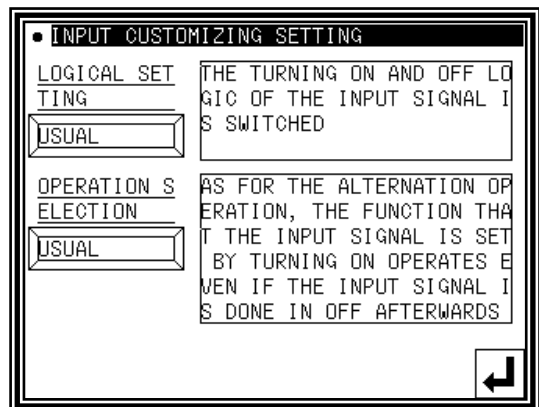 ● INPUT CUSTOMIZING SETTING
LOGICAL SET
TING
USUAL
THE TURNING ON AND OFF LO
GIC OF THE INPUT SIGNAL I
S SWITCHED
OPERATION S
ELECTION
USUAL
AS FOR THE ALTERNATION OP
ERATION, THE FUNCTION THA
T THE INPUT SIGNAL IS SET
BY TURNING ON OPERATES E
VEN IF THE INPUT SIGNAL I
S DONE IN OFF AFTERWARDS